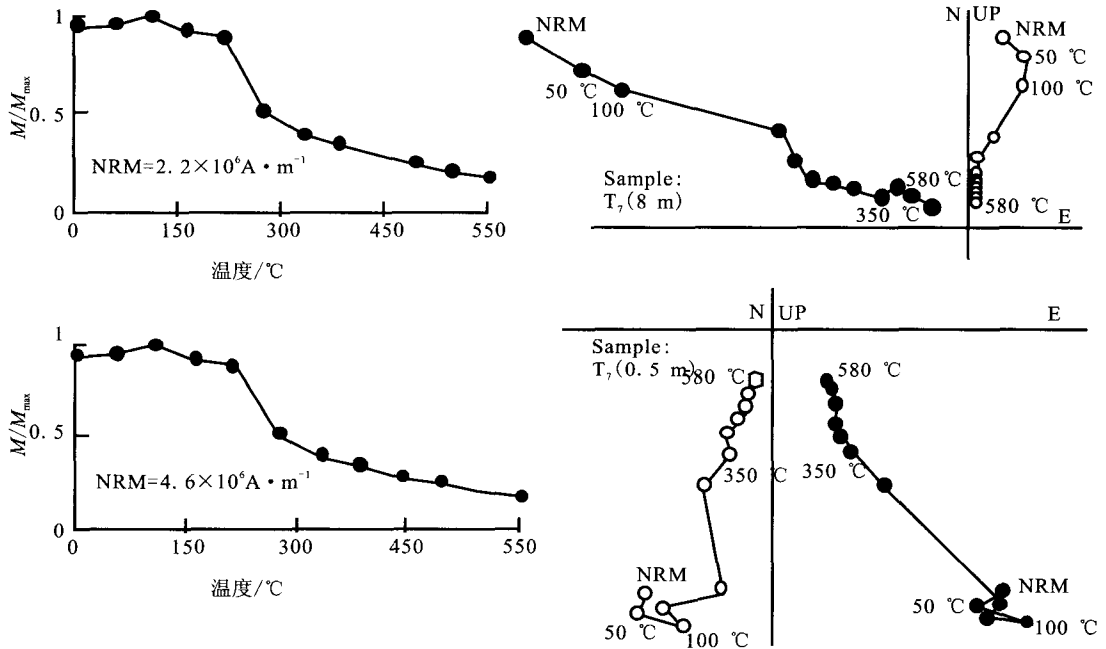 1
0.5
0
M/Mmax
NRM=2.2×10⁶A·m⁻¹
0
150
300
450
550
温度/℃
NRM
50 ℃
100 ℃
N UP
NRM
50 ℃
100 ℃
Sample:
T₇(8 m)
580℃
350 ℃
580 ℃
E
1
0.5
0
M/Mmax
NRM=4.6×10⁶A·m⁻¹
0
150
300
450
550
温度/℃
N UP
E
Sample:
T₇(0.5 m)
580 ℃
580 ℃
350 ℃
350 ℃
NRM
50 ℃
100 ℃
NRM
50 ℃
100 ℃